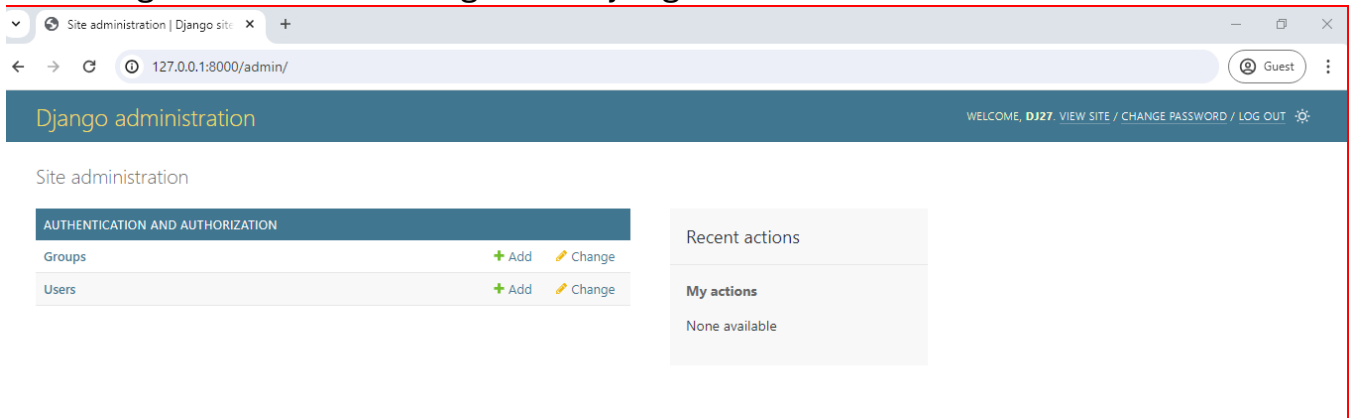 Site administration | Django site
127.0.0.1:8000/admin/
Guest
Django administration
WELCOME, DJ27. VIEW SITE / CHANGE PASSWORD / LOG OUT
Site administration
AUTHENTICATION AND AUTHORIZATION
Groups + Add Change
Users + Add Change
Recent actions
My actions
None available